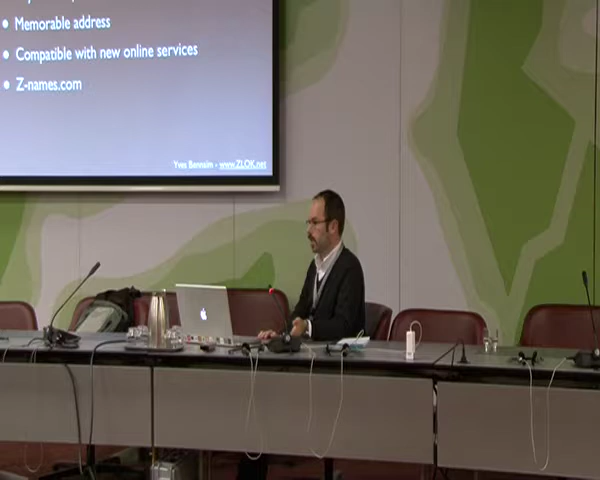 • Memorable address
• Compatible with new online services
• Z-names.com
Yves Bennaim - www.ZLOK.net